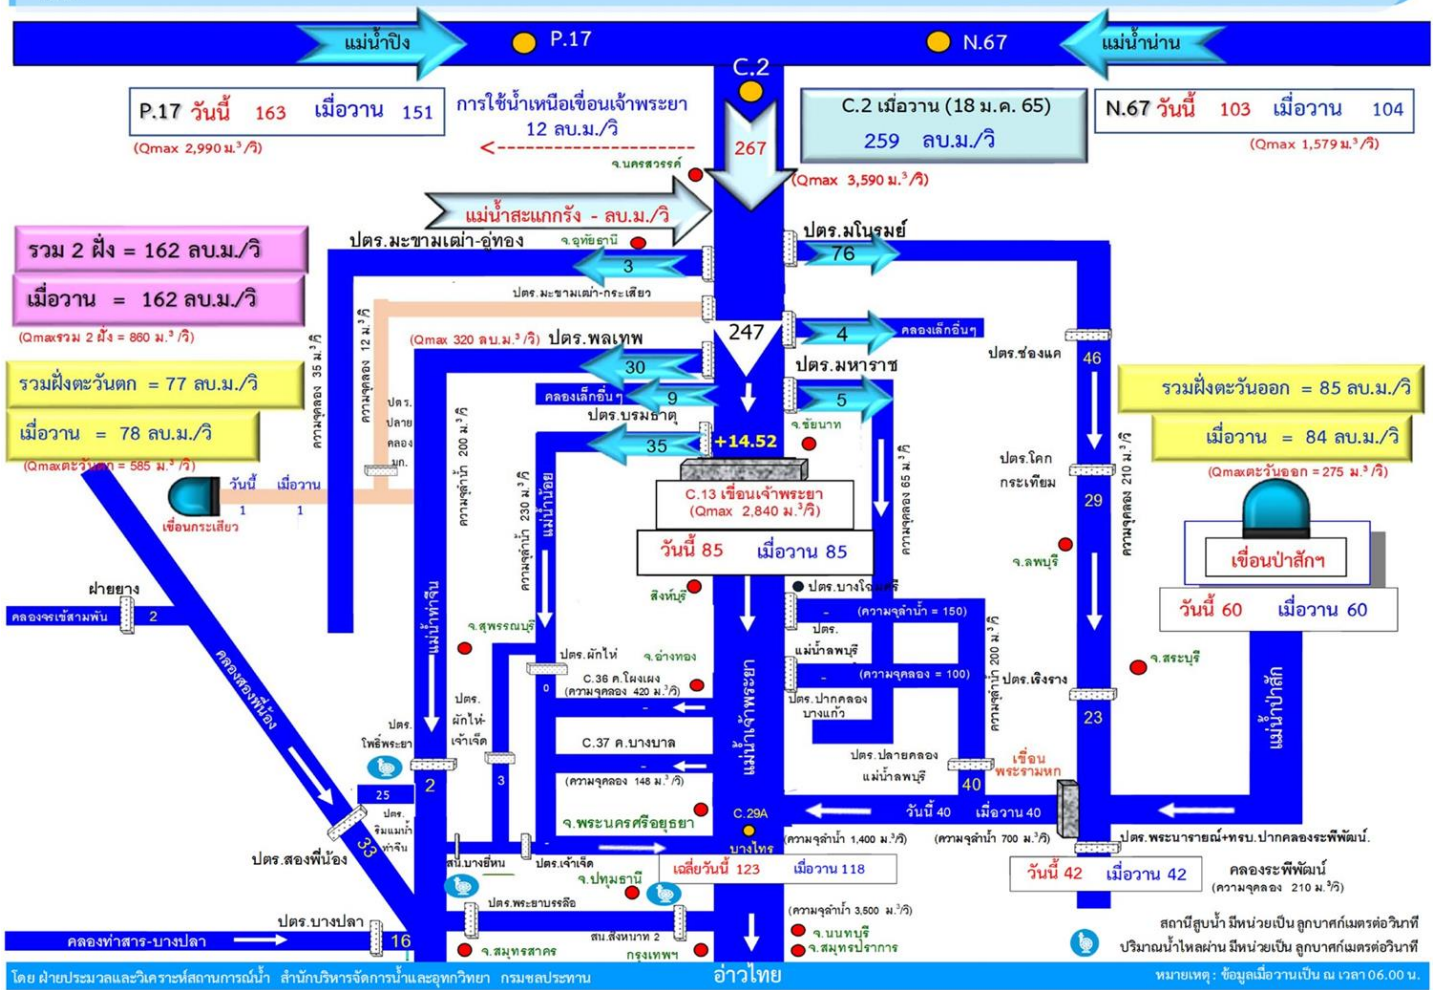 แม่น้ำปิง
P.17
N.67
แม่น้ำน่าน
C.2
P.17 วันนี้ 163 เมื่อวาน 151
(Qmax 2,990 ม.³/วิ)
การใช้น้ำเหนือเขื่อนเจ้าพระยา
12 ลบ.ม./วิ
267
C.2 เมื่อวาน (18 ม.ค. 65)
259 ลบ.ม./วิ
(Qmax 3,590 ม.³/วิ)
N.67 วันนี้ 103 เมื่อวาน 104
(Qmax 1,579 ม.³/วิ)
จ.นครสวรรค์
แม่น้ำสะแกกรัง - ลบ.ม./วิ
รวม 2 ฝั่ง = 162 ลบ.ม./วิ
เมื่อวาน = 162 ลบ.ม./วิ
(Qmaxรวม 2 ฝั่ง = 860 ม.³/วิ)
รวมฝั่งตะวันตก = 77 ลบ.ม./วิ
เมื่อวาน = 78 ลบ.ม./วิ
(Qmaxตะวันตก = 585 ม.³/วิ)
ปตร.มะขามเฒ่า-อู่ทอง
จ.อุทัยธานี
3
ปตร.มะขามเฒ่า-กระเสียว
ความจุคลอง 35 ม.³/วิ
ความจุคลอง 12 ม.³/วิ
ปตร.
ปลาย
คลอง
มก.
วันนี้ เมื่อวาน
1 1
เขื่อนกระเสียว
(Qmax 320 ลบ.ม.³/วิ) ปตร.พลเทพ
30
คลองเล็กอื่นๆ
9
ปตร.บรมธาตุ
35
247
+14.52
ปตร.มโนรมย์
76
4
คลองเล็กอื่นๆ
ปตร.มหาราช
5
จ.ชัยนาท
ปตร.ช่องแค
46
ปตร.โคก
กระเทียม
29
ความจุคลอง 210 ม.³/วิ
ความจุคลอง 65 ม.³/วิ
รวมฝั่งตะวันออก = 85 ลบ.ม./วิ
เมื่อวาน = 84 ลบ.ม./วิ
(Qmaxตะวันออก = 275 ม.³/วิ)
C.13 เขื่อนเจ้าพระยา
(Qmax 2,840 ม.³/วิ)
วันนี้ 85 เมื่อวาน 85
เขื่อนป่าสักฯ
วันนี้ 60 เมื่อวาน 60
จ.ลพบุรี
จ.สระบุรี
ปตร.เริงราง
23
แม่น้ำป่าสัก
ความจุลำน้ำ 200 ม.³/วิ
แม่น้ำท่าจีน
ความจุลำน้ำ 230 ม.³/วิ
แม่น้ำน้อย
สิงห์บุรี
ปตร.บางโฉมศรี
- (ความจุลำน้ำ = 150)
ปตร.
แม่น้ำลพบุรี
- (ความจุคลอง = 100)
ปตร.ปากคลอง
บางแก้ว
ความจุลำน้ำ 200 ม.³/วิ
ฝายยาง
คลองจรเข้สามพัน
2
คลองสองพี่น้อง
จ.สุพรรณบุรี
ปตร.ผักไห่
0
จ.อ่างทอง
C.36 ค.โผงเผง
(ความจุคลอง 420 ม.³/วิ)
-
C.37 ค.บางบาล
-
(ความจุคลอง 148 ม.³/วิ)
แม่น้ำเจ้าพระยา
ปตร.
โพธิ์พระยา
2
ปตร.
ผักไห่-
เจ้าเจ็ด
3
25
ปตร.
ริมแม่น้ำ
ท่าจีน
33
ปตร.สองพี่น้อง
ปตร.ปลายคลอง
แม่น้ำลพบุรี
40
เขื่อน
พระรามหก
วันนี้ 40 เมื่อวาน 40
(ความจุลำน้ำ 1,400 ม.³/วิ)
(ความจุลำน้ำ 700 ม.³/วิ)
จ.พระนครศรีอยุธยา
C.29A
บางไทร
เฉลี่ยวันนี้ 123 เมื่อวาน 118
-
สน.บางยี่หน
ปตร.เจ้าเจ็ด
จ.ปทุมธานี
ปตร.พระนารายณ์+ทรบ.ปากคลองระพีพัฒน์.
วันนี้ 42 เมื่อวาน 42
คลองระพีพัฒน์
(ความจุคลอง 210 ม.³/วิ)
ปตร.พระยาบรรลือ
สน.สิงหนาท 2
(ความจุลำน้ำ 3,500 ม.³/วิ)
จ.นนทบุรี
จ.สมุทรปราการ
ปตร.บางปลา
คลองท่าสาร-บางปลา
16
จ.สมุทรสาคร
กรุงเทพฯ
สถานีสูบน้ำ มีหน่วยเป็น ลูกบาศก์เมตรต่อวินาที
ปริมาณน้ำไหลผ่าน มีหน่วยเป็น ลูกบาศก์เมตรต่อวินาที
โดย ฝ่ายประมวลและวิเคราะห์สถานการณ์น้ำ สำนักบริหารจัดการน้ำและอุทกวิทยา กรมชลประทาน
อ่าวไทย
หมายเหตุ : ข้อมูลเมื่อวานเป็น ณ เวลา 06.00 น.